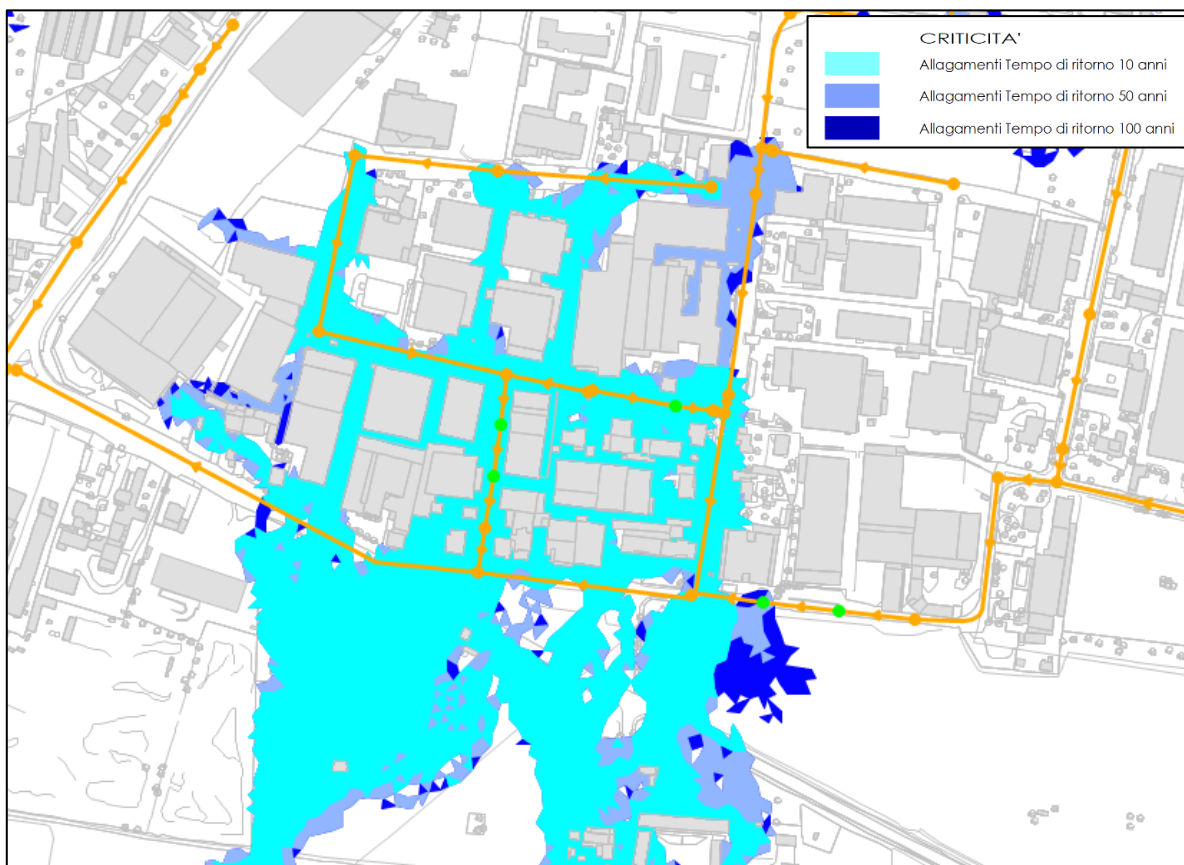 CRITICITA'
Allagamenti Tempo di ritorno 10 anni
Allagamenti Tempo di ritorno 50 anni
Allagamenti Tempo di ritorno 100 anni